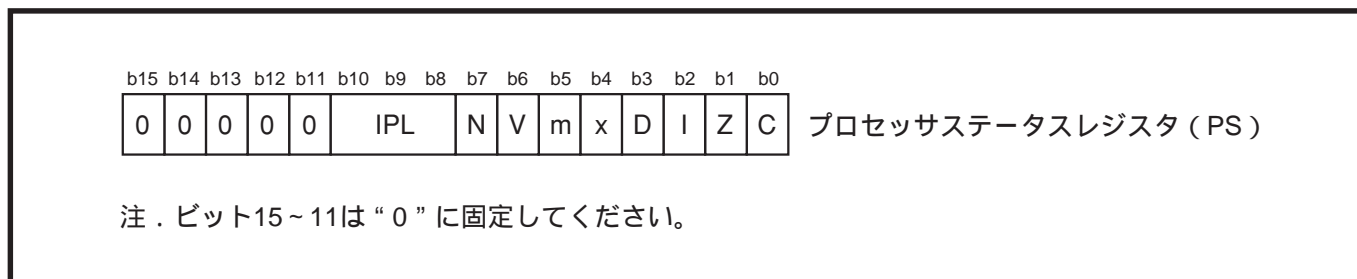 b15 b14 b13 b12 b11 b10 b9 b8 b7 b6 b5 b4 b3 b2 b1 b0
0 0 0 0 0 IPL N V m x D I Z C プロセッサステータスレジスタ（PS）
注．ビット15~11は“0”に固定してください。